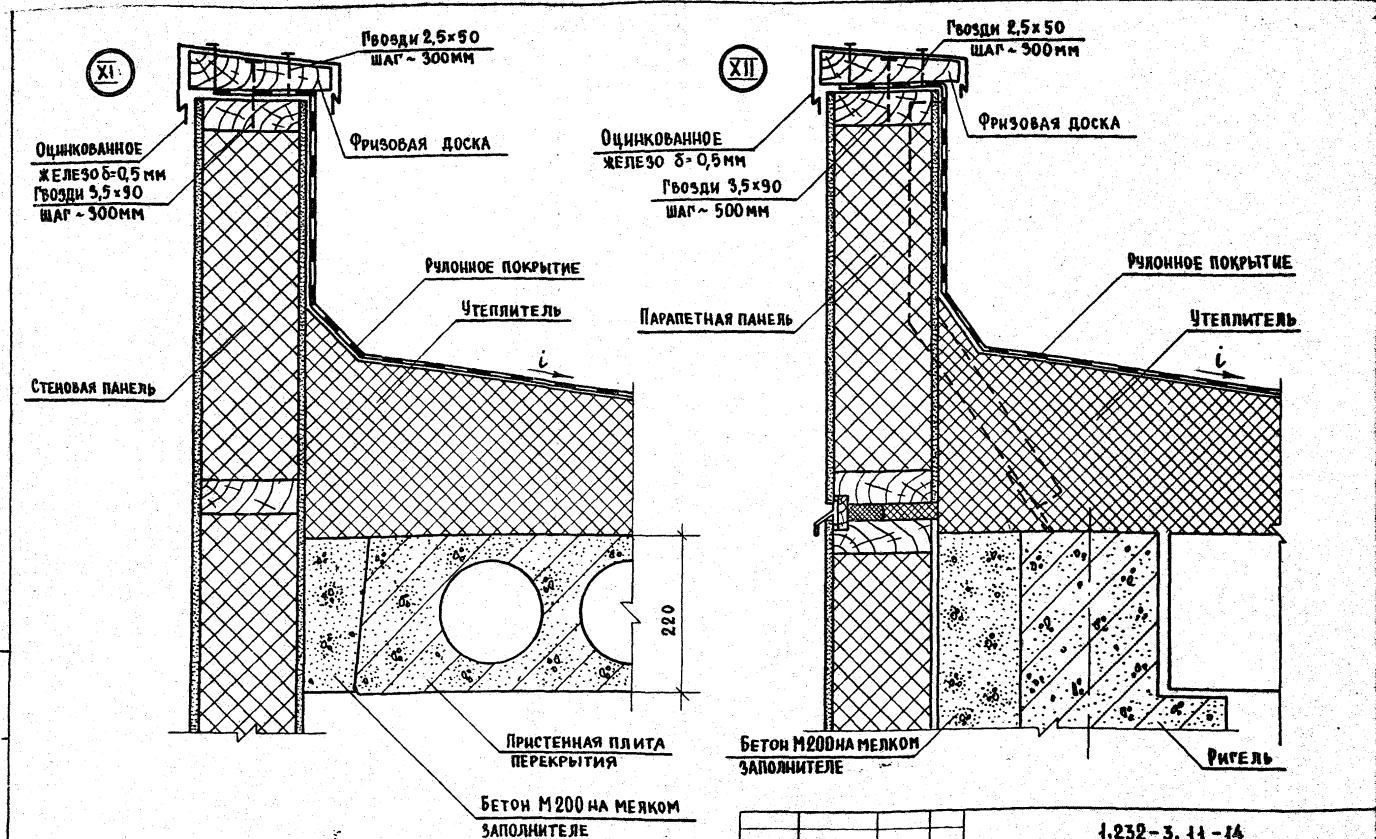 XI
Гвозди 2,5×50
шаг ~ 300мм
Фризовая доска
Оцинкованное
железо δ=0,5 мм
Гвозди 3,5×90
шаг ~ 300мм
Рулонное покрытие
Утеплитель
i
Стеновая панель
220
Пристенная плита
перекрытия
Бетон М200 на мелком
заполнителе
XII
Гвозди 2,5×50
шаг ~ 300мм
Фризовая доска
Оцинкованное
железо δ=0,5мм
Гвозди 3,5×90
шаг ~ 500мм
Рулонное покрытие
Парапетная панель
Утеплитель
i
Бетон М200 на мелком
заполнителе
Ригель
1.232-3.11-14